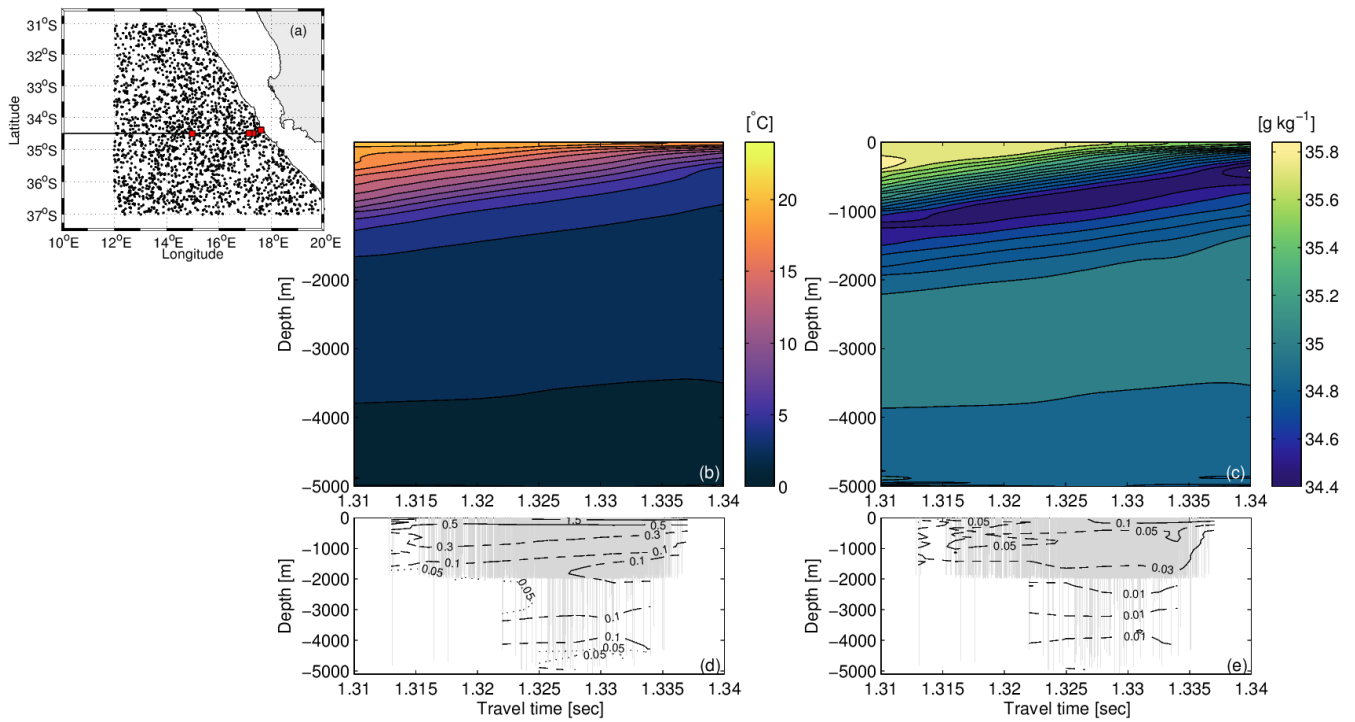 31°S
32°S
33°S
34°S
35°S
36°S
37°S
Latitude
(a)
10°E 12°E 14°E 16°E 18°E 20°E
Longitude
[°C]
20
15
10
5
0
Depth [m]
−1000
−2000
−3000
−4000
−5000
(b)
1.31 1.315 1.32 1.325 1.33 1.335 1.34
[g kg−1]
35.8
35.6
35.4
35.2
35
34.8
34.6
34.4
Depth [m]
0
−1000
−2000
−3000
−4000
−5000
(c)
1.31 1.315 1.32 1.325 1.33 1.335 1.34
Depth [m]
0
−1000
−2000
−3000
−4000
−5000
0.5 1.5 0.5
0.3 0.3
0.1 0.1
0.05 0.1
0.05
0.1
0.1
0.05 0.05
(d)
1.31 1.315 1.32 1.325 1.33 1.335 1.34
Travel time [sec]
Depth [m]
0
−1000
−2000
−3000
−4000
−5000
0.05 0.1
0.05
0.05
0.03
0.01
0.01
0.01
(e)
1.31 1.315 1.32 1.325 1.33 1.335 1.34
Travel time [sec]